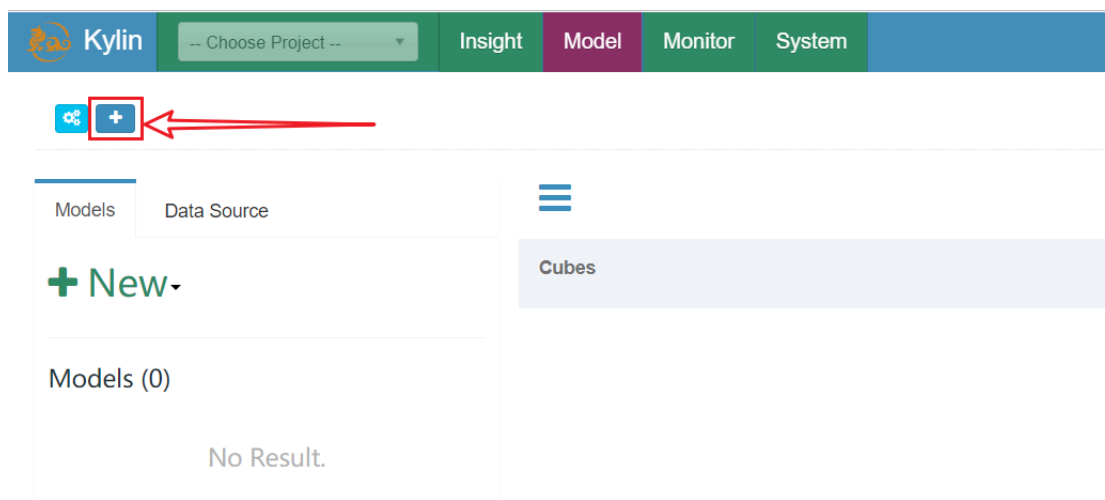 Kylin -- Choose Project -- Insight Model Monitor System
Models Data Source
New
Cubes
Models (0)
No Result.